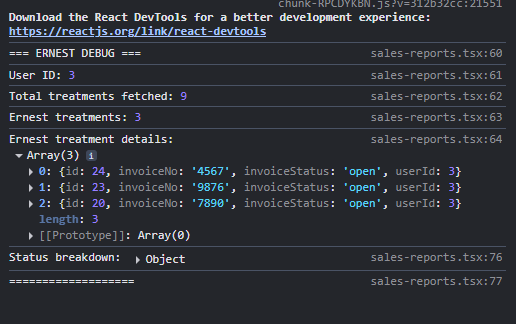 chunk-RPCDYKBN.js?v=312b32cc:21551
Download the React DevTools for a better development experience:
https://reactjs.org/link/react-devtools
=== ERNEST DEBUG === sales-reports.tsx:60
User ID: 3 sales-reports.tsx:61
Total treatments fetched: 9 sales-reports.tsx:62
Ernest treatments: 3 sales-reports.tsx:63
Ernest treatment details: sales-reports.tsx:64
Array(3) i
0: {id: 24, invoiceNo: '4567', invoiceStatus: 'open', userId: 3}
1: {id: 23, invoiceNo: '9876', invoiceStatus: 'open', userId: 3}
2: {id: 20, invoiceNo: '7890', invoiceStatus: 'open', userId: 3}
length: 3
[[Prototype]]: Array(0)
Status breakdown: Object sales-reports.tsx:76
=================== sales-reports.tsx:77